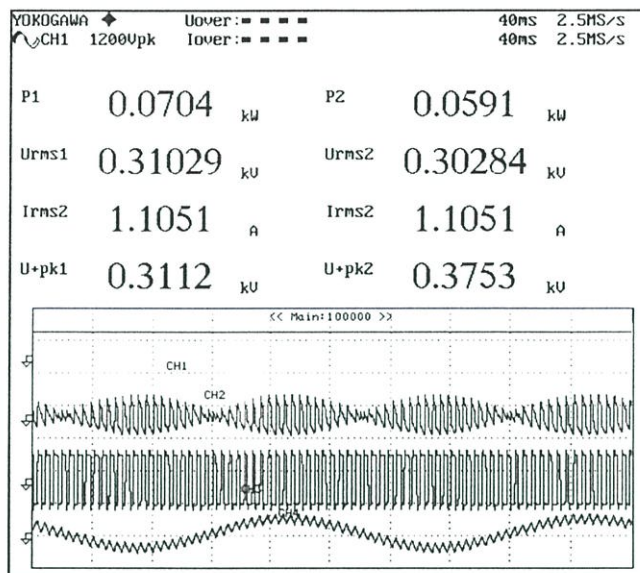 YOKOGAWA Uover: 40ms 2.5MS/s
CH1 1200Vpk Iover: 40ms 2.5MS/s
P1 0.0704 kW P2 0.0591 kW
Urms1 0.31029 kV Urms2 0.30284 kV
Irms2 1.1051 A Irms2 1.1051 A
U+pk1 0.3112 kV U+pk2 0.3753 kV
<< Main:100000 >>
CH1
CH2